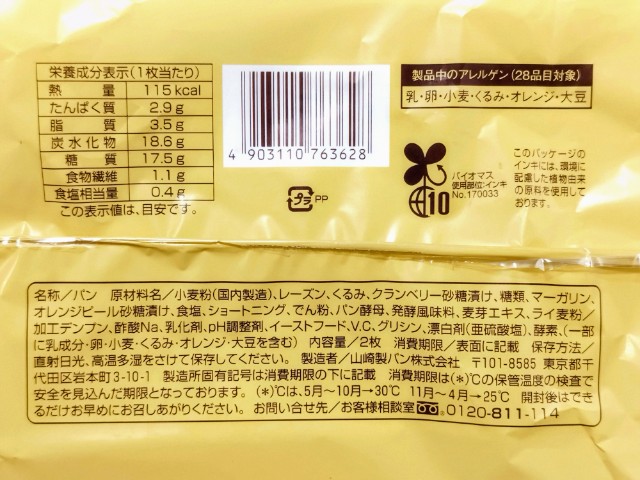 栄養成分表示(1枚当たり)
熱量 115kcal
たんぱく質 2.9g
脂質 3.5g
炭水化物 18.6g
糖質 17.5g
食物繊維 1.1g
食塩相当量 0.4g
この表示値は、目安です。
4 903110 763628
プラ PP
製品中のアレルゲン(28品目対象)
乳・卵・小麦・くるみ・オレンジ・大豆
10
バイオマス
使用部位:インキ
No.170033
このパッケージの
インキには、環境に
配慮した植物由来
の原料を使用して
おります。
名称/パン 原材料名/小麦粉(国内製造)、レーズン、くるみ、クランベリー砂糖漬け、糖類、マーガリン、
オレンジピール砂糖漬け、食塩、ショートニング、でん粉、パン酵母、発酵風味料、麦芽エキス、ライ麦粉/
加工デンプン、酢酸Na、乳化剤、pH調整剤、イーストフード、V.C、グリシン、漂白剤(亜硫酸塩)、酵素、(一部
に乳成分・卵・小麦・くるみ・オレンジ・大豆を含む) 内容量/2枚 消費期限/表面に記載 保存方法/
直射日光、高温多湿をさけて保存してください。 製造者/山崎製パン株式会社 〒101-8585 東京都千
代田区岩本町3-10-1 製造所固有記号は消費期限の下に記載 消費期限は(*)℃の保管温度の検査で
安全を見込んだ期限となっております。(*)℃は、5月〜10月→30℃ 11月〜4月→25℃ 開封後はでき
るだけお早めにお召しあがりください。 お問い合せ先/お客様相談室 0120-811-114